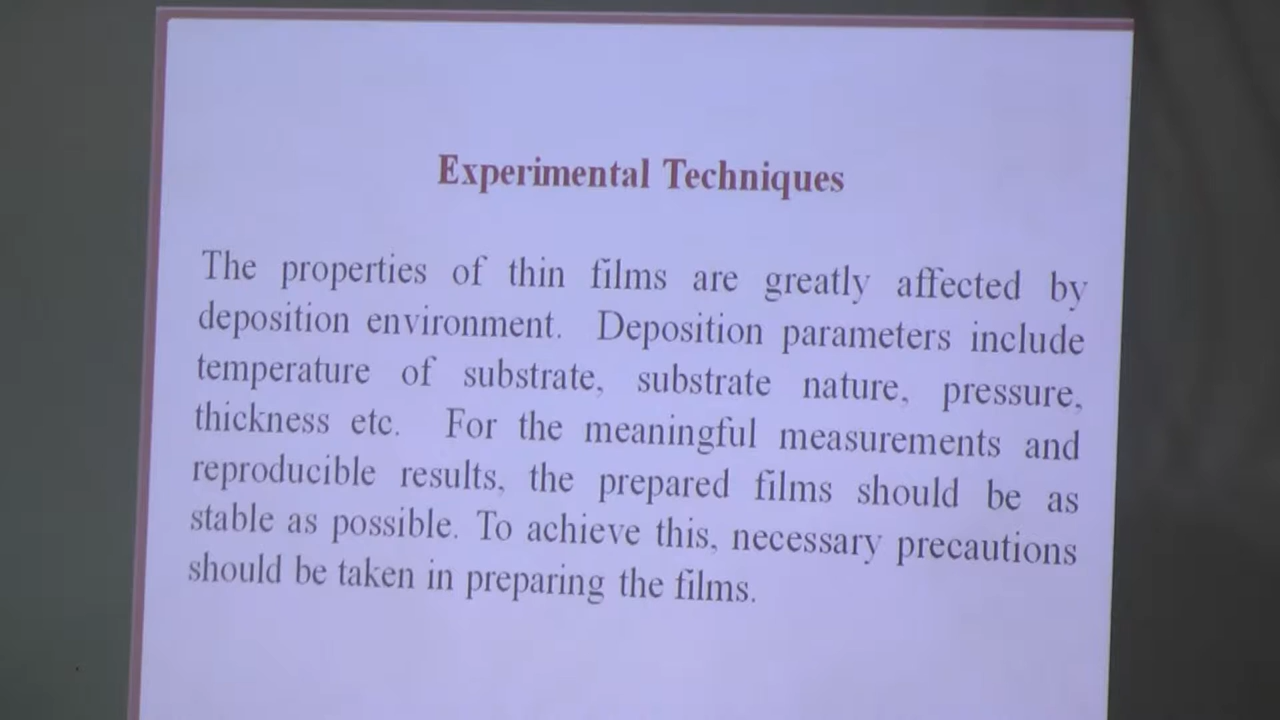 Experimental Techniques
The properties of thin films are greatly affected by
deposition environment. Deposition parameters include
temperature of substrate, substrate nature, pressure,
thickness etc. For the meaningful measurements and
reproducible results, the prepared films should be as
stable as possible. To achieve this, necessary precautions
should be taken in preparing the films.